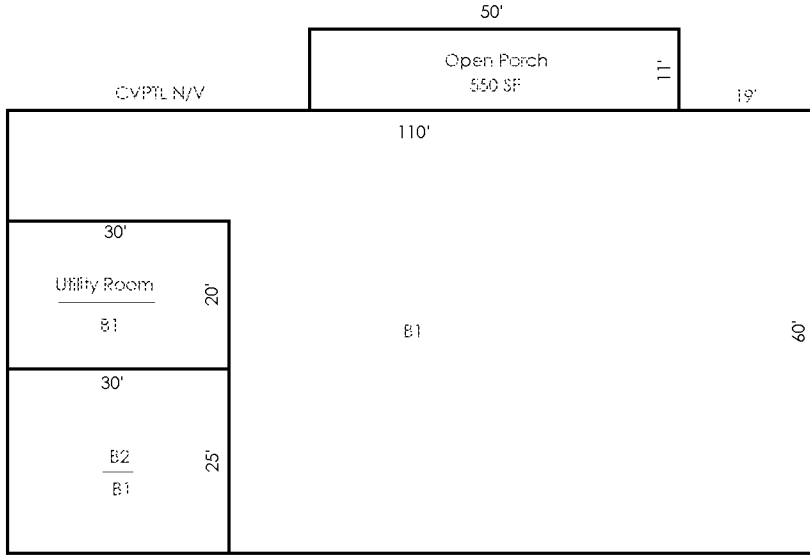 50'
Open Porch
550 SF
11'
CVPTL N/V
19'
110'
30'
Utility Room
20'
B1
B1
60'
30'
B2
25'
B1